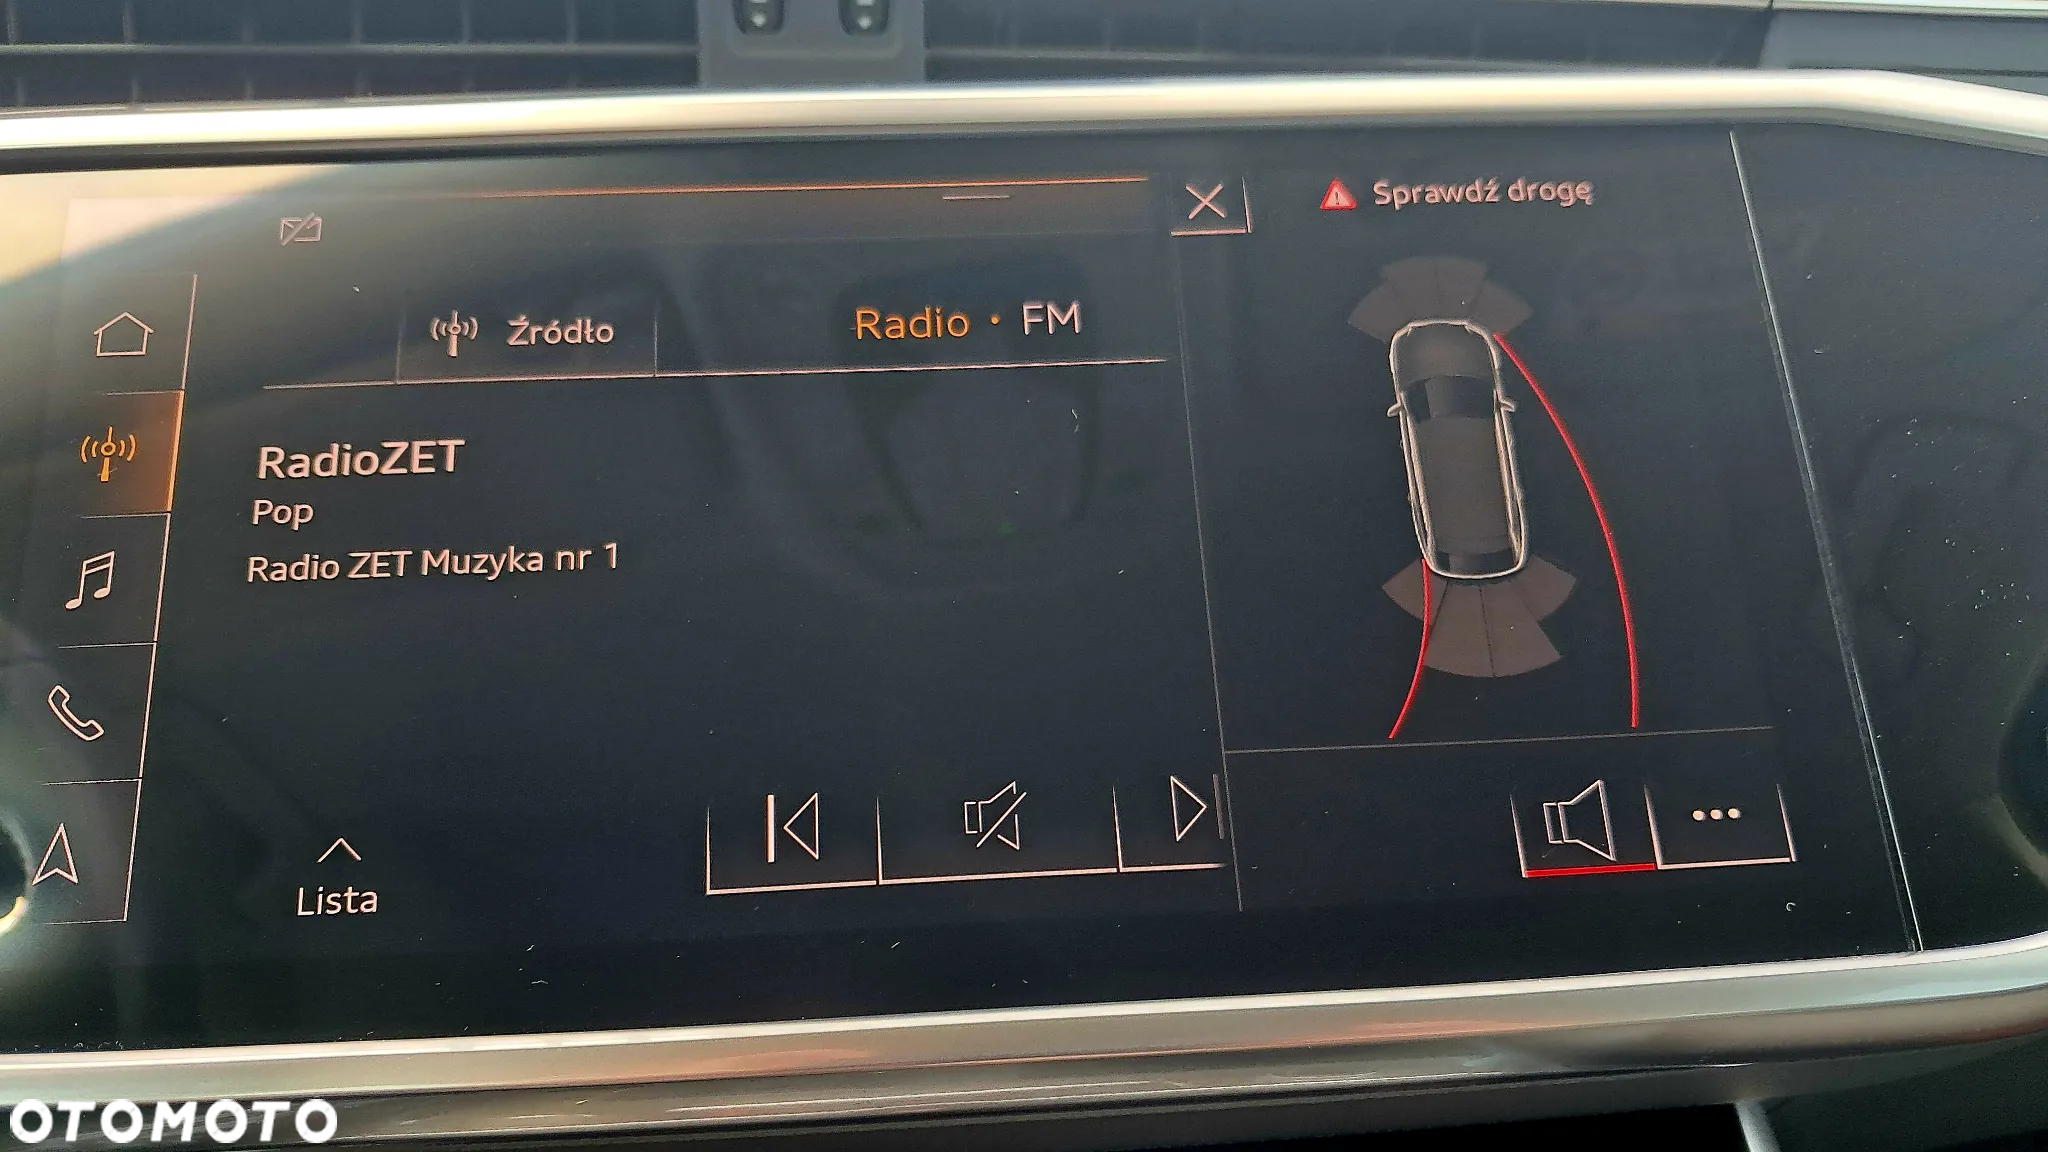 Sprawdź drogę
Źródło
Radio · FM
RadioZET
Pop
Radio ZET Muzyka nr 1
Lista
OTOMOTO